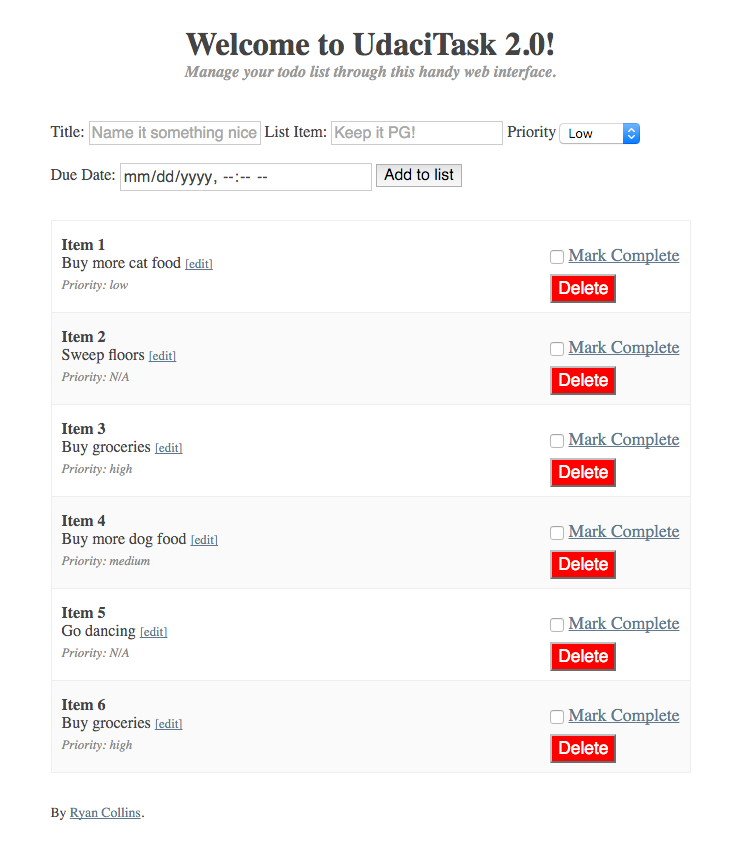 Welcome to UdaciTask 2.0!
Manage your todo list through this handy web interface.
Title: Name it something nice List Item: Keep it PG! Priority Low
Due Date: mm/dd/yyyy, --:-- -- Add to list
Item 1
Buy more cat food [edit]
Priority: low
Mark Complete
Delete
Item 2
Sweep floors [edit]
Priority: N/A
Mark Complete
Delete
Item 3
Buy groceries [edit]
Priority: high
Mark Complete
Delete
Item 4
Buy more dog food [edit]
Priority: medium
Mark Complete
Delete
Item 5
Go dancing [edit]
Priority: N/A
Mark Complete
Delete
Item 6
Buy groceries [edit]
Priority: high
Mark Complete
Delete
By Ryan Collins.